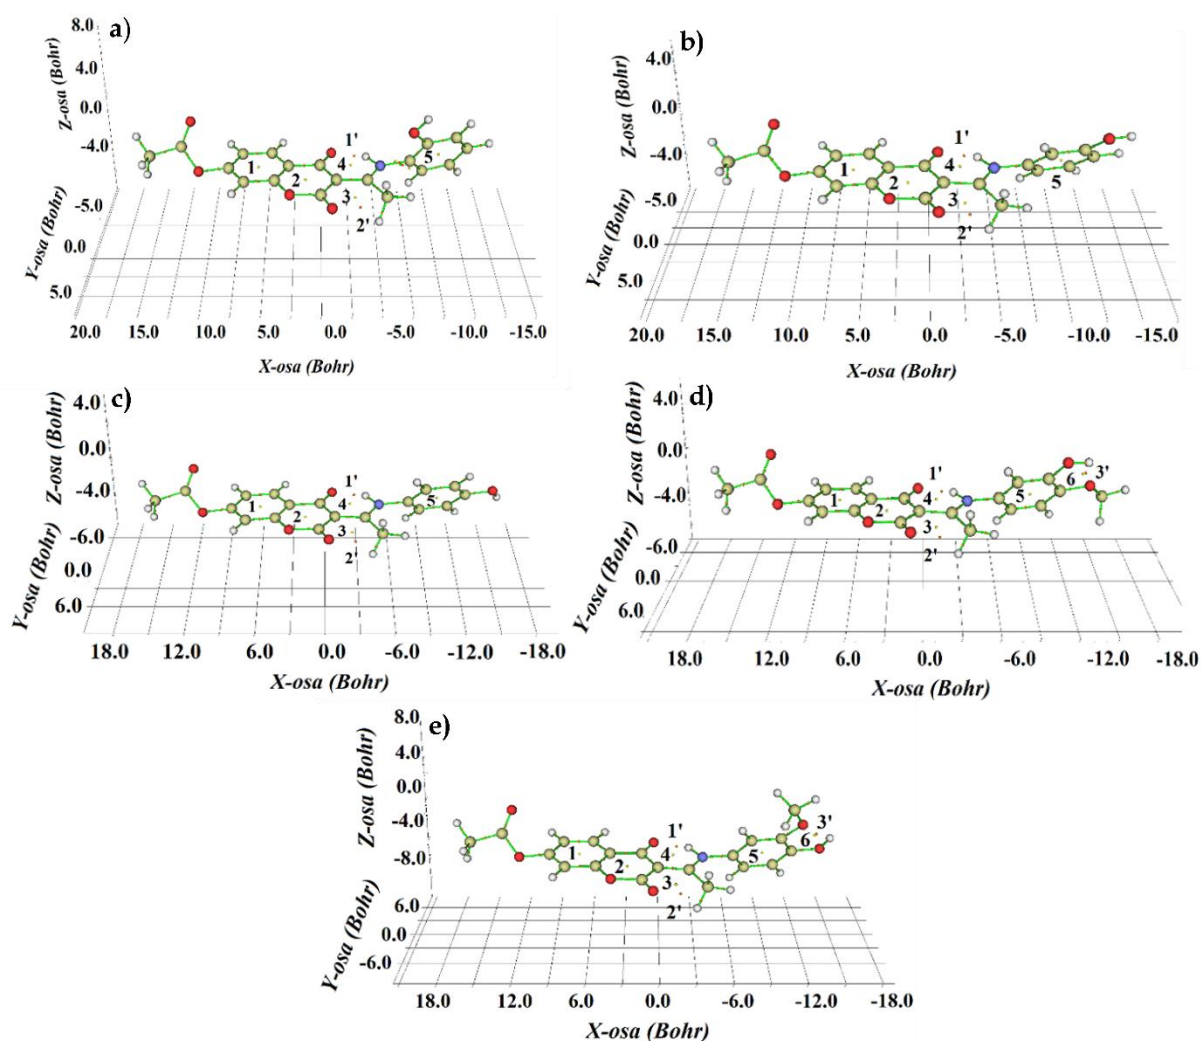 a)
8.0
4.0
0.0
-4.0
Z-osa (Bohr)
-5.0
0.0
5.0
Y-osa (Bohr)
1 2 3 4 5 1' 2'
20.0 15.0 10.0 5.0 0.0 -5.0 -10.0 -15.0
X-osa (Bohr)
b)
4.0
0.0
-4.0
Z-osa (Bohr)
-5.0
0.0
5.0
Y-osa (Bohr)
1 2 3 4 5 1' 2'
20.0 15.0 10.0 5.0 0.0 -5.0 -10.0 -15.0
X-osa (Bohr)
c)
4.0
0.0
-4.0
Z-osa (Bohr)
-6.0
0.0
6.0
Y-osa (Bohr)
1 2 3 4 5 1' 2'
18.0 12.0 6.0 0.0 -6.0 -12.0 -18.0
X-osa (Bohr)
d)
4.0
0.0
-4.0
Z-osa (Bohr)
-6.0
0.0
6.0
Y-osa (Bohr)
1 2 3 4 5 6 1' 2' 3'
18.0 12.0 6.0 0.0 -6.0 -12.0 -18.0
X-osa (Bohr)
e)
8.0
4.0
0.0
-4.0
-8.0
Z-osa (Bohr)
6.0
0.0
-6.0
Y-osa (Bohr)
1 2 3 4 5 6 1' 2' 3'
18.0 12.0 6.0 0.0 -6.0 -12.0 -18.0
X-osa (Bohr)